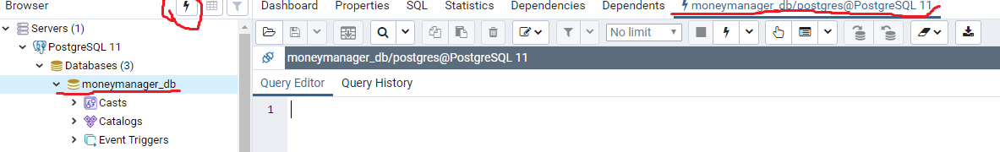 Browser
Dashboard Properties SQL Statistics Dependencies Dependents moneymanager_db/postgres@PostgreSQL 11
Servers (1)
PostgreSQL 11
Databases (3)
moneymanager_db
Casts
Catalogs
Event Triggers
No limit
moneymanager_db/postgres@PostgreSQL 11
Query Editor Query History
1